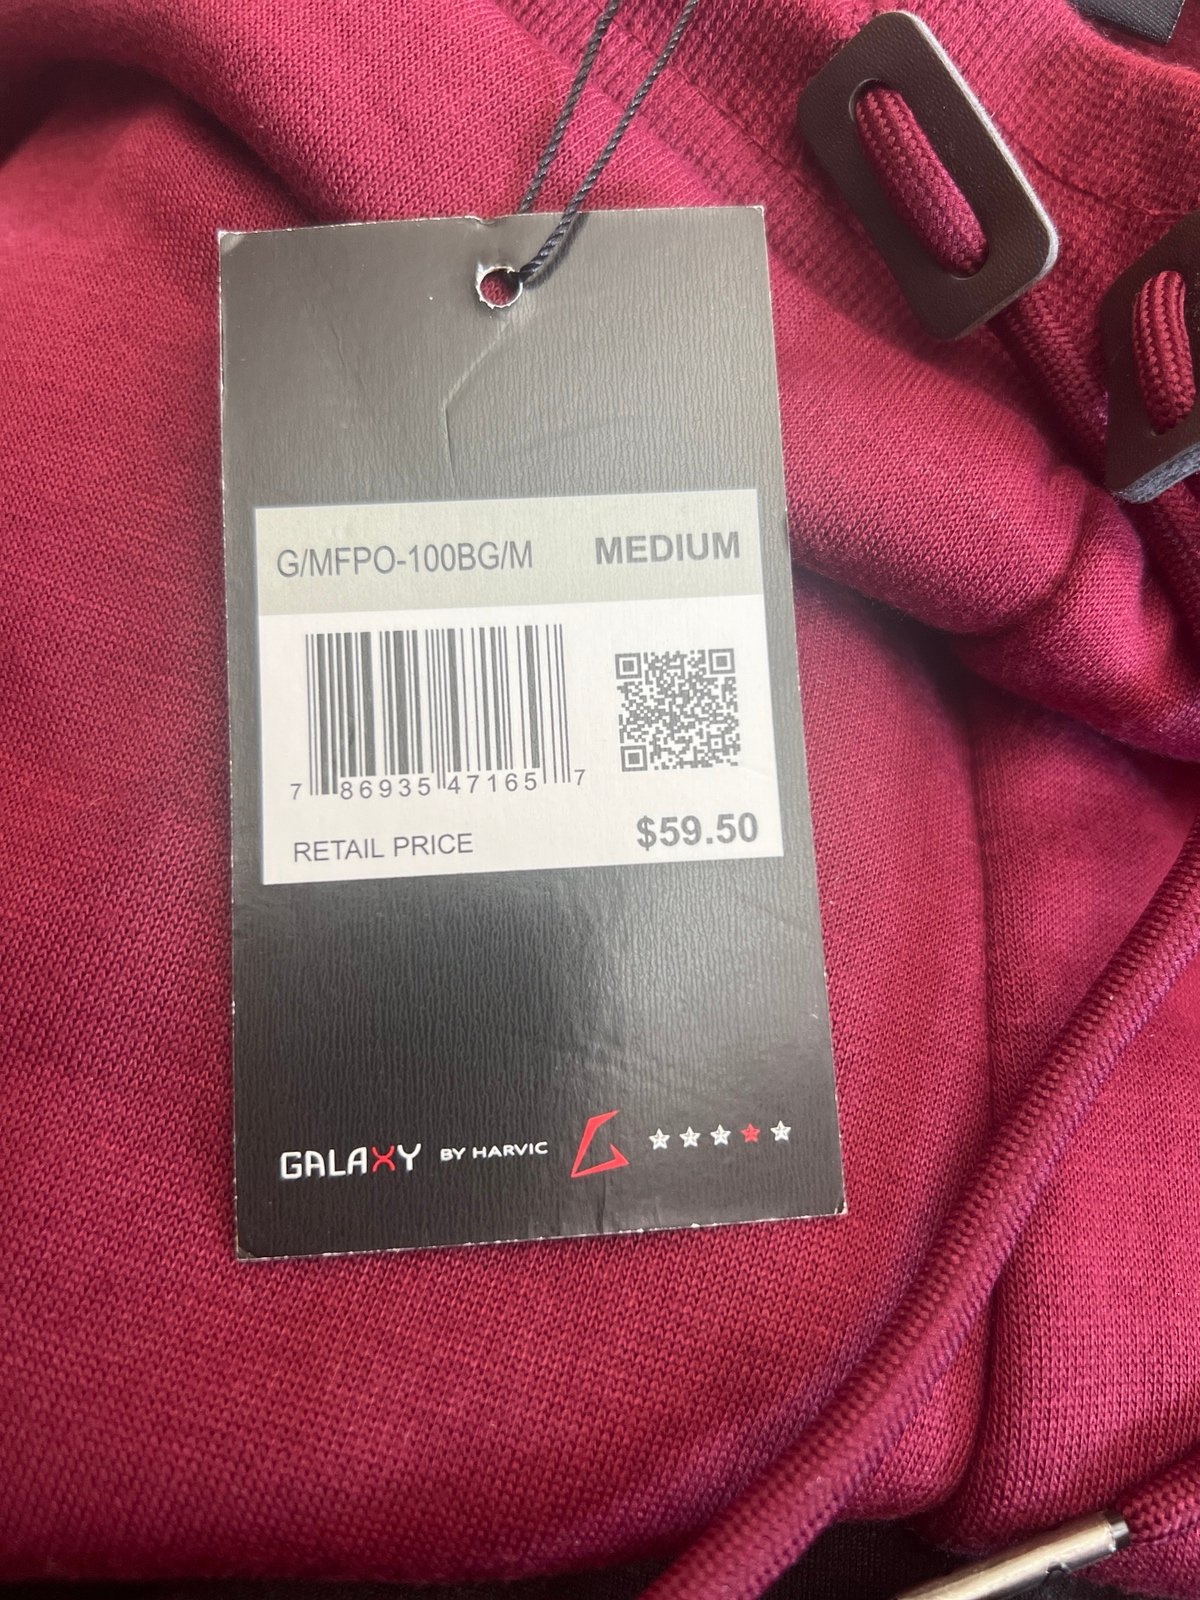 G/MFPO-100BG/M MEDIUM
7 86935 47165 7
RETAIL PRICE $59.50
GALAXY BY HARVIC